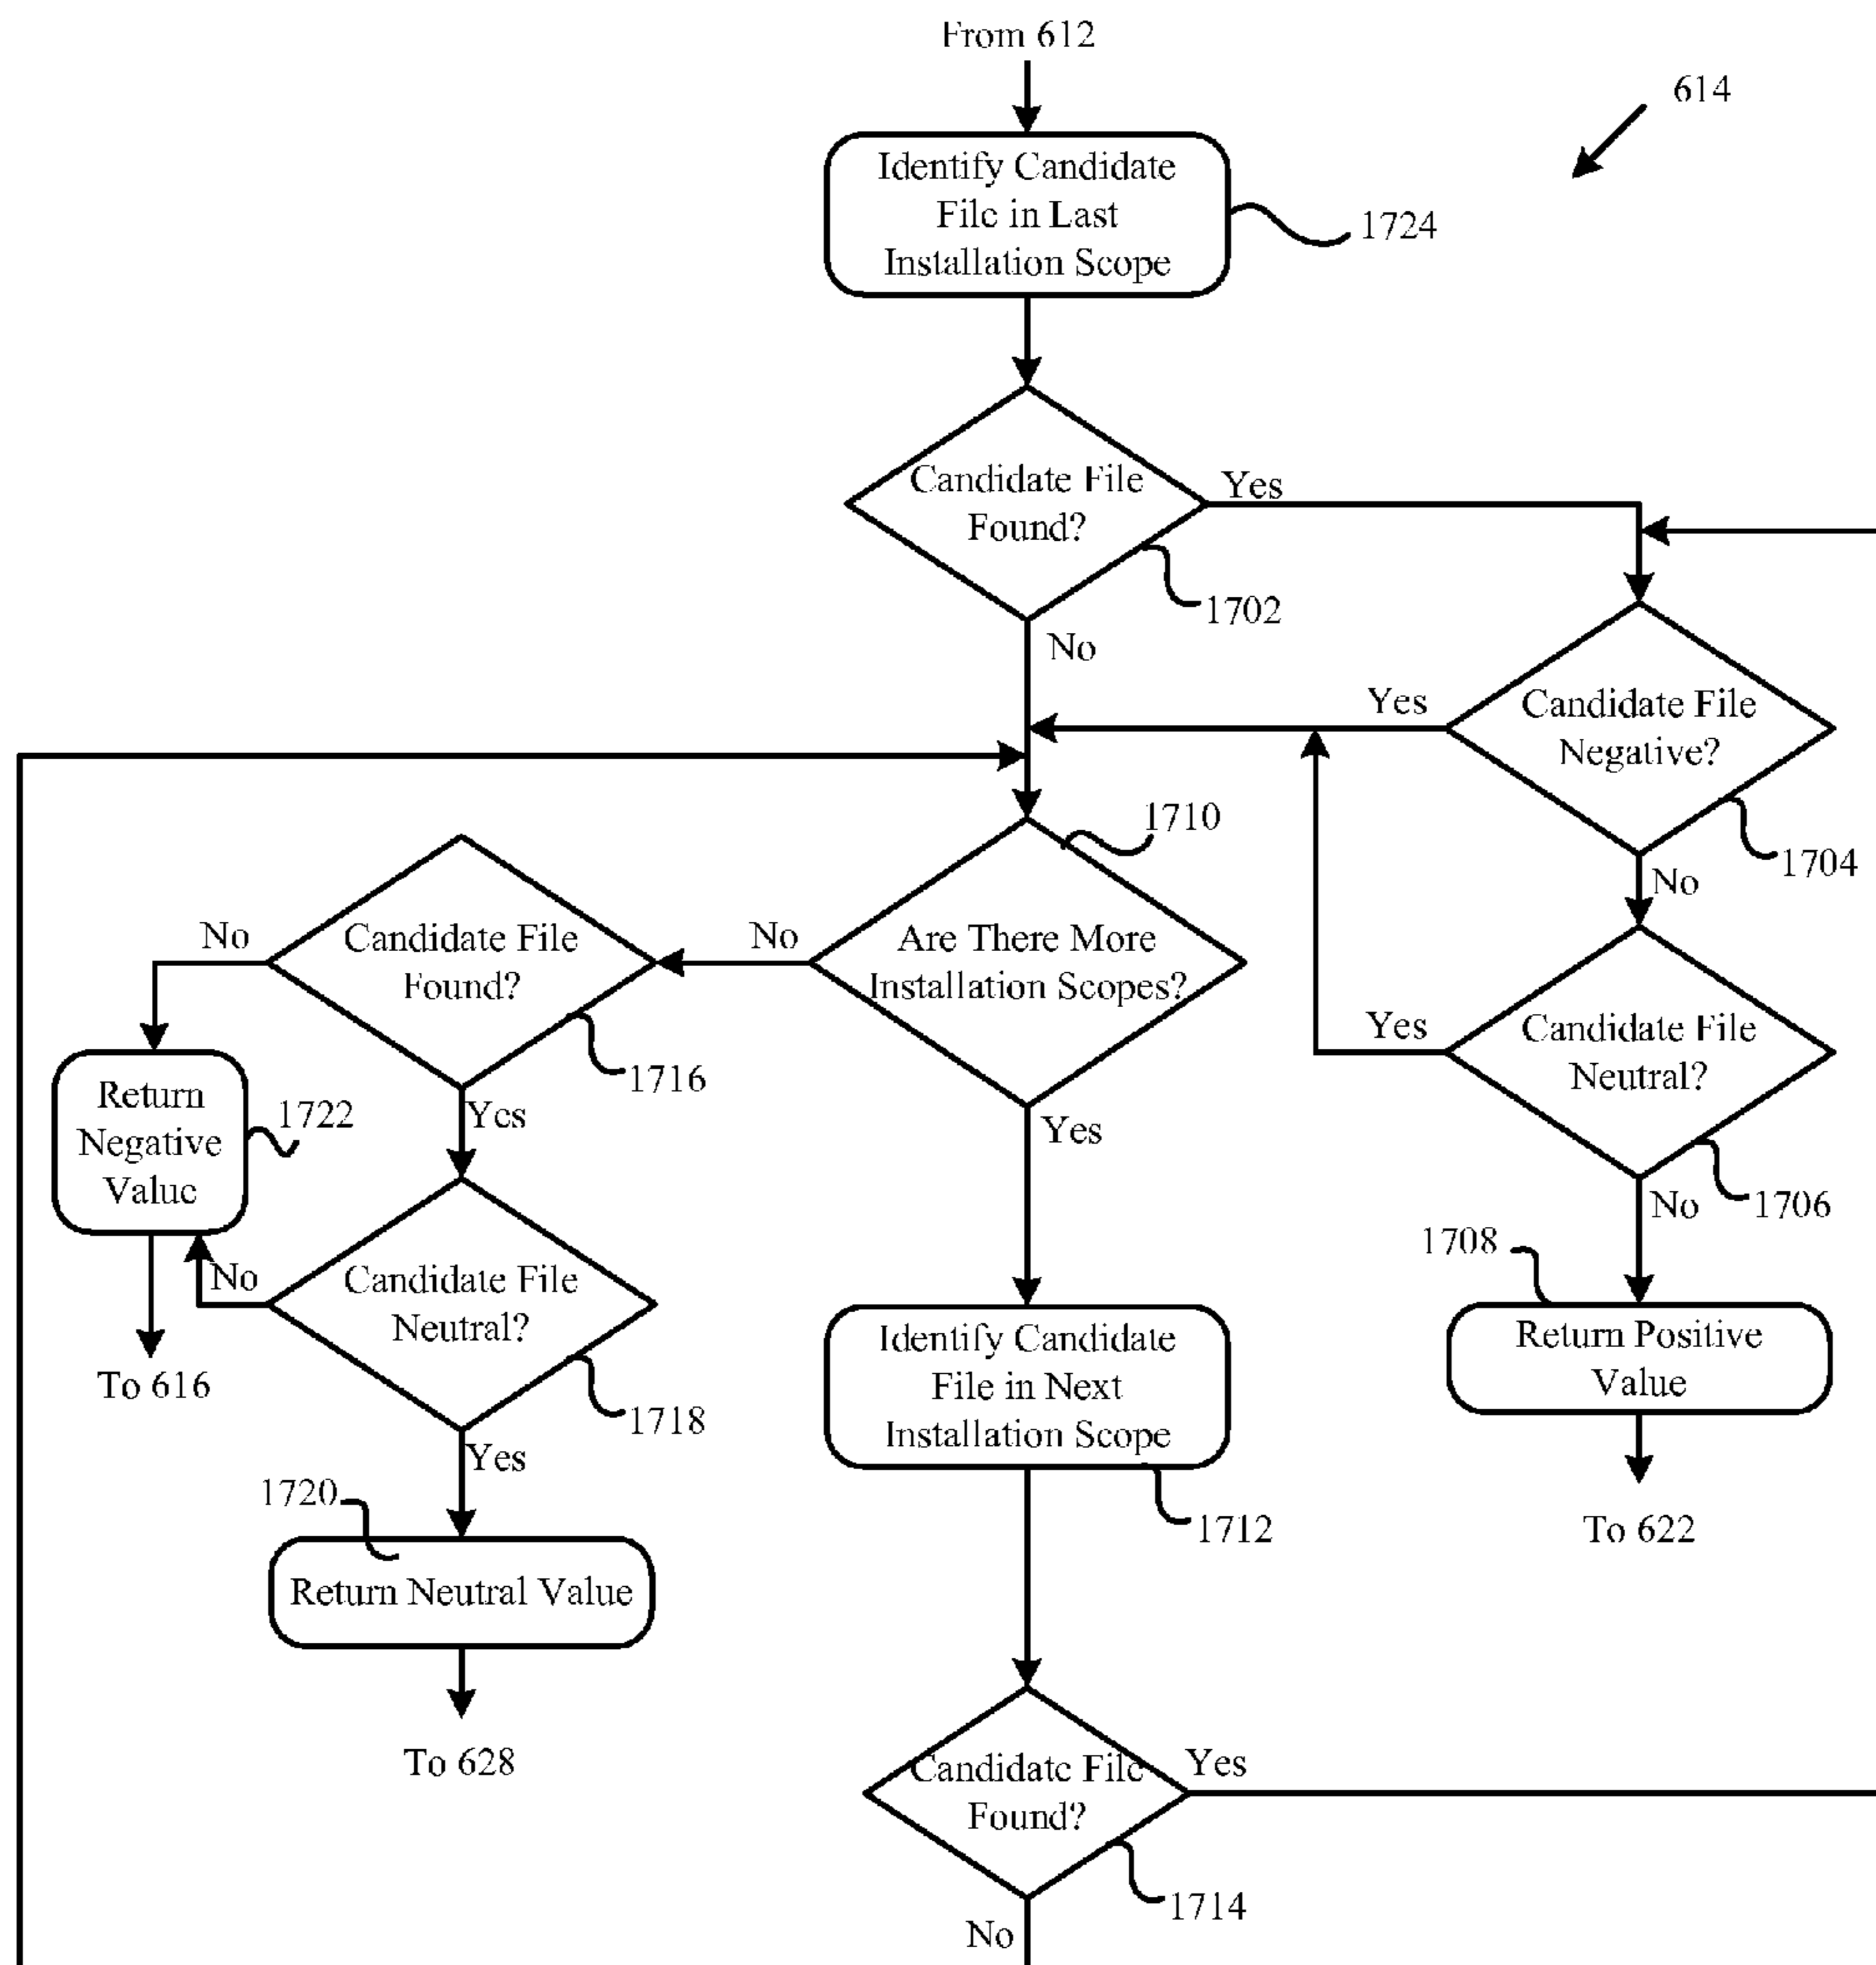 From 612
614
Identify Candidate
File in Last
Installation Scope
1724
Candidate File
Found?
Yes
1702
No
Yes
Candidate File
Negative?
1704
No
1710
No
Candidate File
Found?
No
Are There More
Installation Scopes?
Yes
Candidate File
Neutral?
1716
Yes
Return
Negative
Value
1722
Yes
1706
No
1708
No
Candidate File
Neutral?
Identify Candidate
File in Next
Installation Scope
Return Positive
Value
To 616
1718
Yes
1720
1712
To 622
Return Neutral Value
To 628
Candidate File
Found?
Yes
1714
No